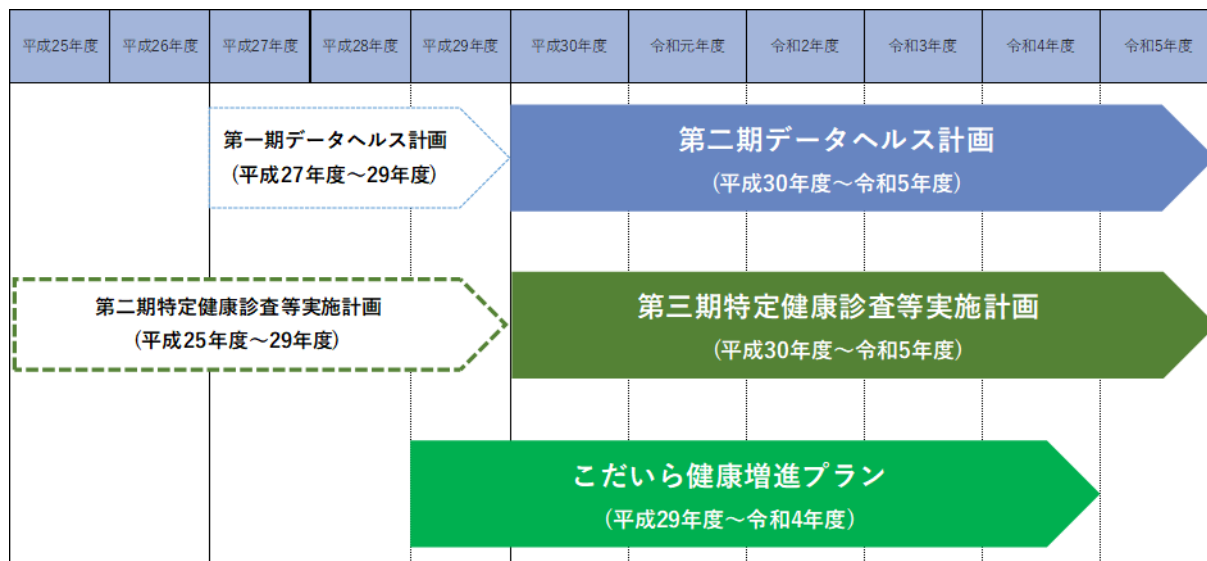 平成25年度
平成26年度
平成27年度
平成28年度
平成29年度
平成30年度
令和元年度
令和2年度
令和3年度
令和4年度
令和5年度
第一期データヘルス計画
(平成27年度～29年度)
第二期データヘルス計画
(平成30年度～令和5年度)
第二期特定健康診査等実施計画
(平成25年度～29年度)
第三期特定健康診査等実施計画
(平成30年度～令和5年度)
こだいら健康増進プラン
(平成29年度～令和4年度)